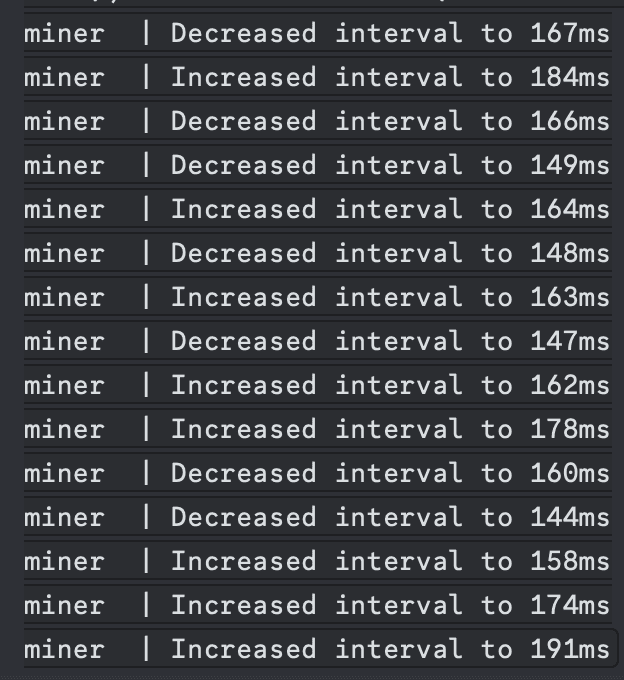 miner  | Decreased interval to 167ms
miner  | Increased interval to 184ms
miner  | Decreased interval to 166ms
miner  | Decreased interval to 149ms
miner  | Increased interval to 164ms
miner  | Decreased interval to 148ms
miner  | Increased interval to 163ms
miner  | Decreased interval to 147ms
miner  | Increased interval to 162ms
miner  | Increased interval to 178ms
miner  | Decreased interval to 160ms
miner  | Decreased interval to 144ms
miner  | Increased interval to 158ms
miner  | Increased interval to 174ms
miner  | Increased interval to 191ms